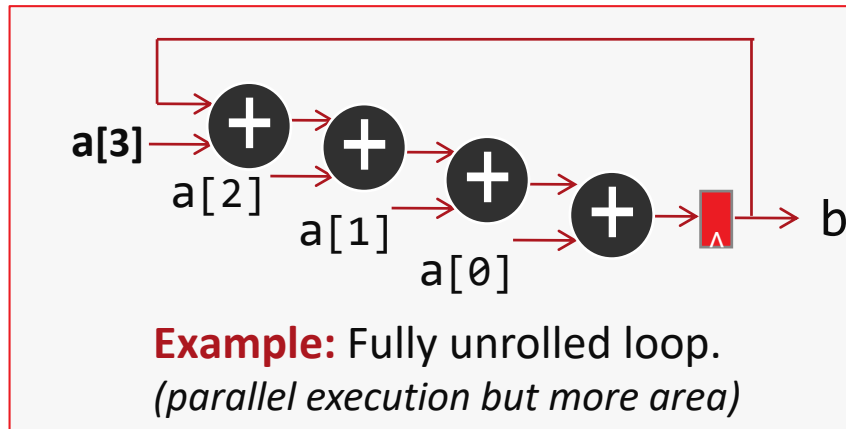 a[3]
a[2]
a[1]
a[0]
b
Example: Fully unrolled loop.
(parallel execution but more area)